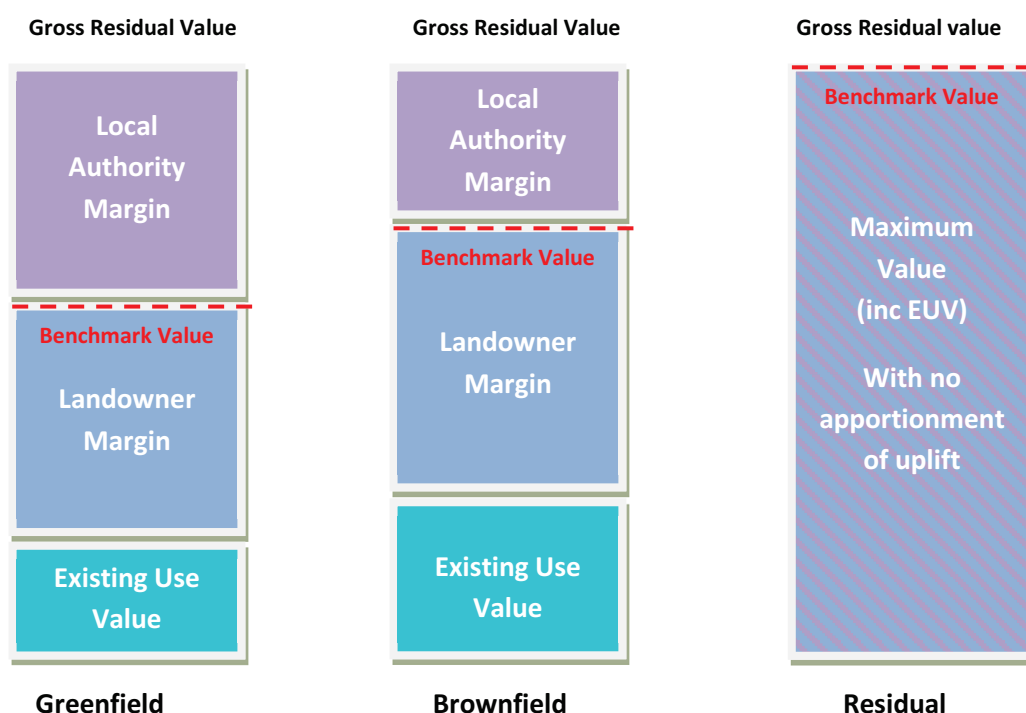 Gross Residual Value
Local
Authority
Margin
Benchmark Value
Landowner
Margin
Existing Use
Value
Greenfield
Gross Residual Value
Local
Authority
Margin
Benchmark Value
Landowner
Margin
Existing Use
Value
Brownfield
Gross Residual value
Benchmark Value
Maximum
Value
(inc EUV)
With no
apportionment
of uplift
Residual